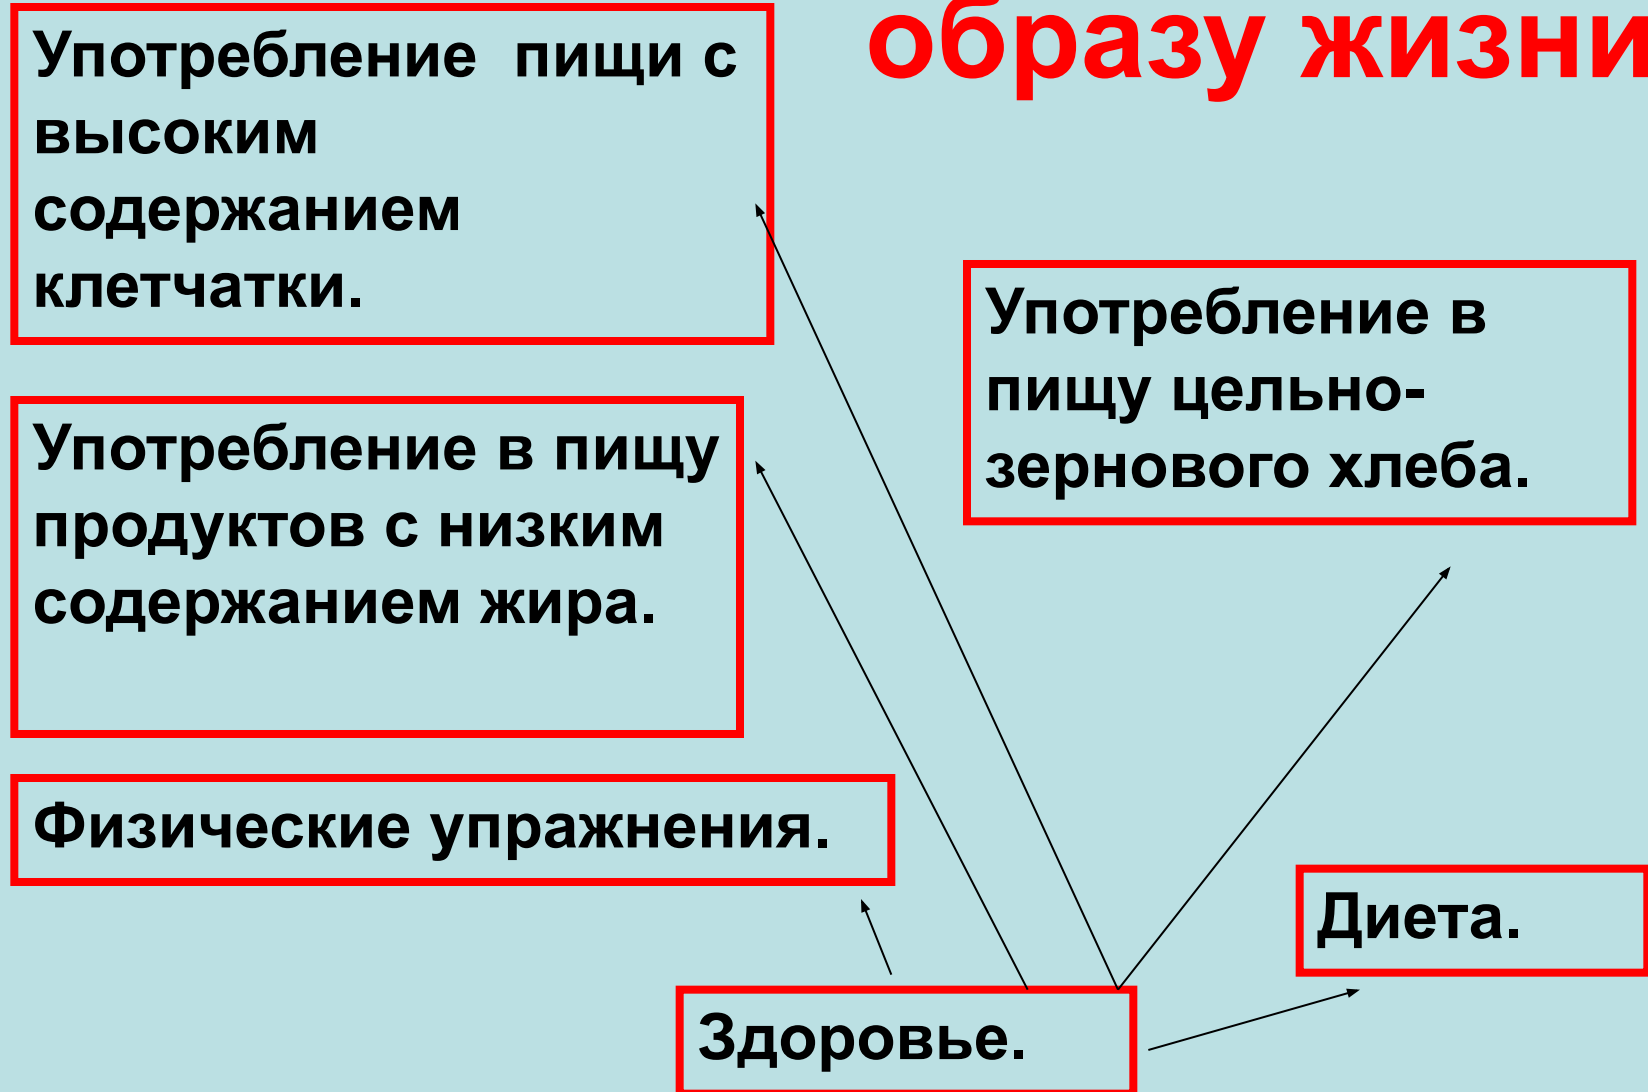 образу жизни
Употребление пищи с
высоким
содержанием
клетчатки.
Употребление в
пищу цельно-
зернового хлеба.
Употребление в пищу
продуктов с низким
содержанием жира.
Физические упражнения.
Диета.
Здоровье.